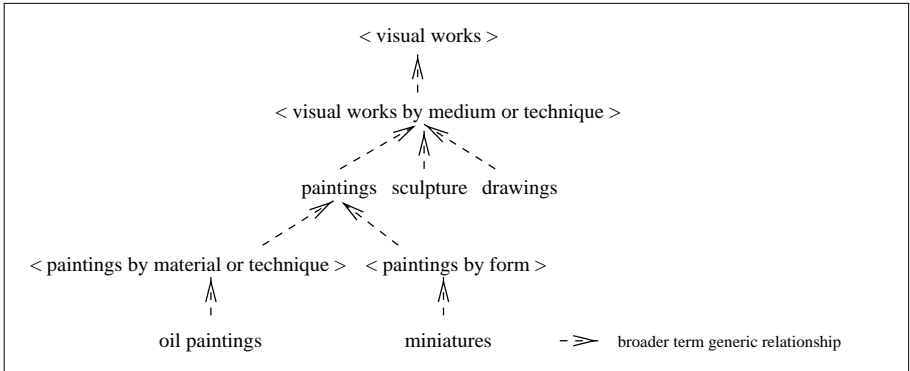 < visual works >
< visual works by medium or technique >
paintings sculpture drawings
< paintings by material or technique > < paintings by form >
oil paintings miniatures broader term generic relationship